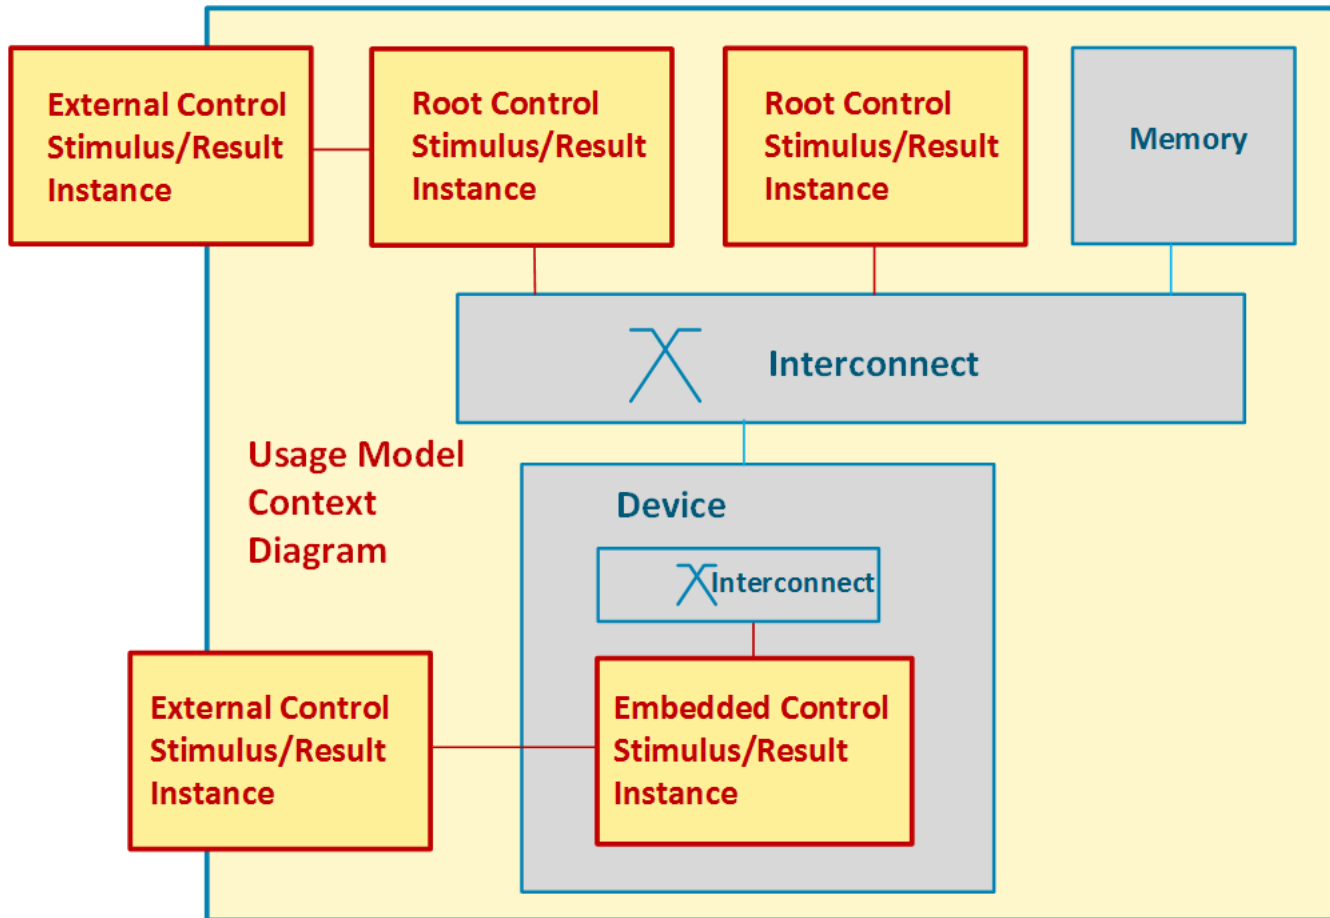 External Control
Stimulus/Result
Instance
Root Control
Stimulus/Result
Instance
Root Control
Stimulus/Result
Instance
Memory
Interconnect
Usage Model
Context
Diagram
Device
Interconnect
External Control
Stimulus/Result
Instance
Embedded Control
Stimulus/Result
Instance